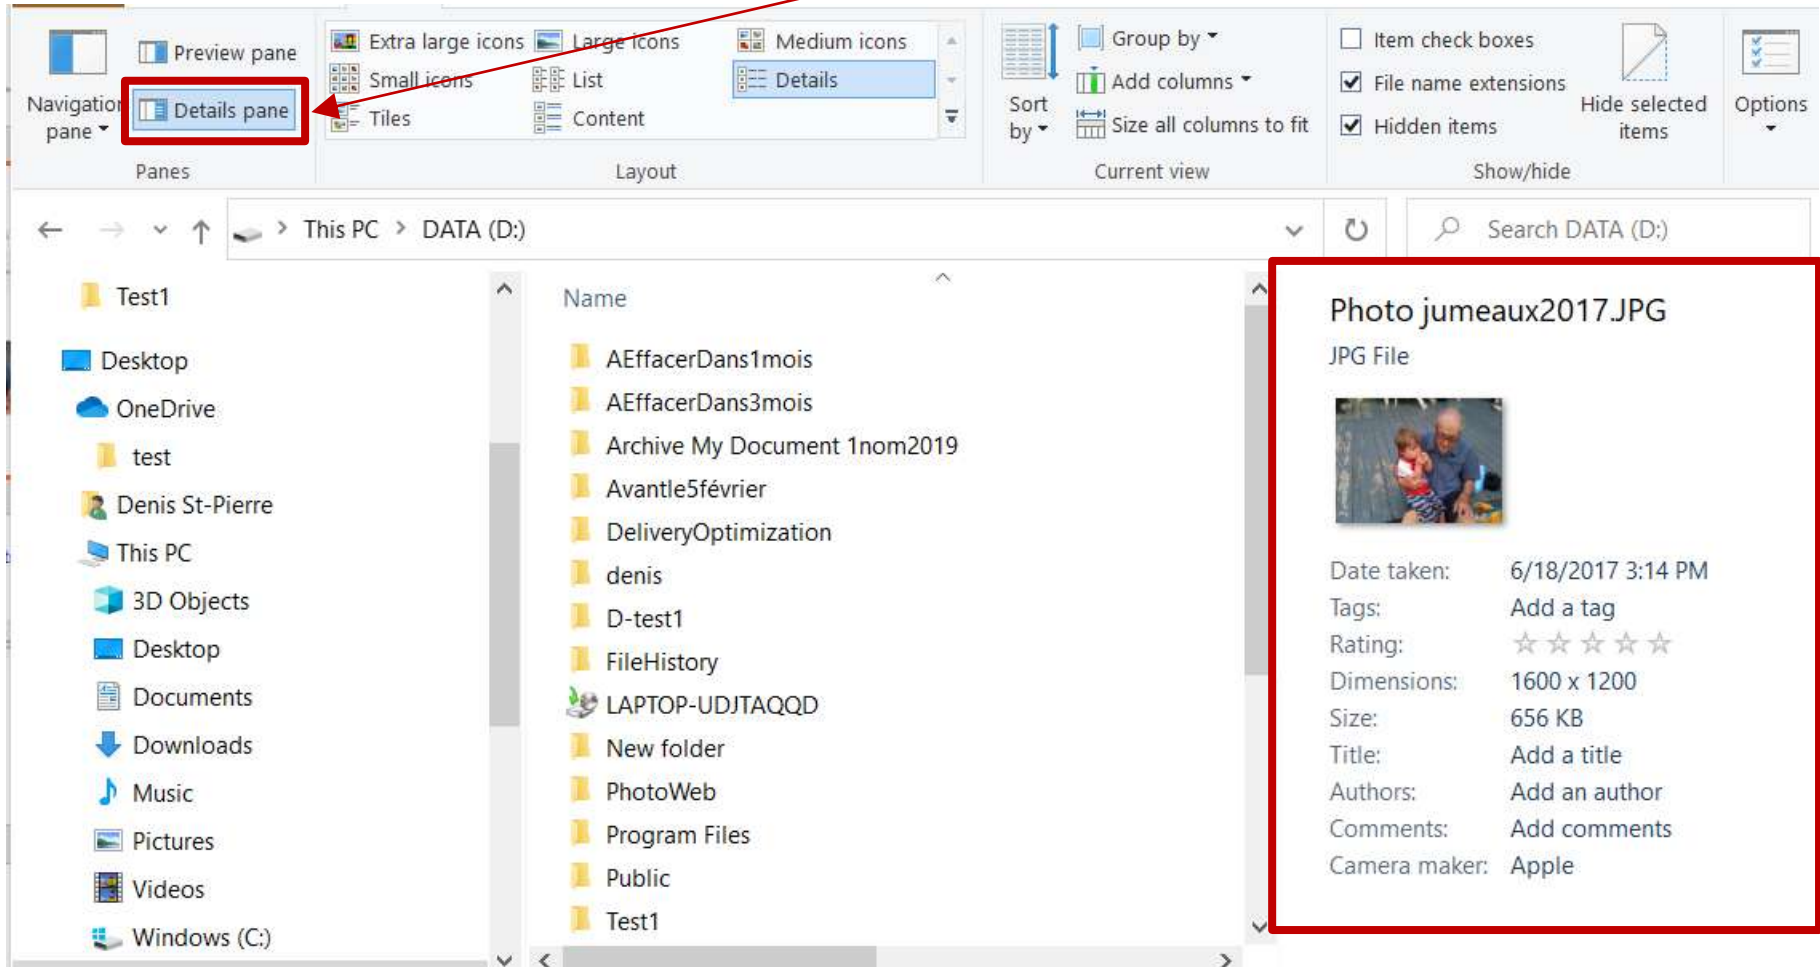 Navigation pane
Preview pane
Details pane
Panes
Extra large icons
Large icons
Medium icons
Small icons
List
Details
Tiles
Content
Layout
Sort by
Group by
Add columns
Size all columns to fit
Current view
Item check boxes
File name extensions
Hidden items
Hide selected items
Show/hide
Options
This PC > DATA (D:)
Search DATA (D:)
Test1
Desktop
OneDrive
test
Denis St-Pierre
This PC
3D Objects
Desktop
Documents
Downloads
Music
Pictures
Videos
Windows (C:)
Name
AEffacerDans1mois
AEffacerDans3mois
Archive My Document 1nom2019
Avantle5février
DeliveryOptimization
denis
D-test1
FileHistory
LAPTOP-UDJTAQQD
New folder
PhotoWeb
Program Files
Public
Test1
Photo jumeaux2017.JPG
JPG File
Date taken: 6/18/2017 3:14 PM
Tags: Add a tag
Rating:
Dimensions: 1600 x 1200
Size: 656 KB
Title: Add a title
Authors: Add an author
Comments: Add comments
Camera maker: Apple